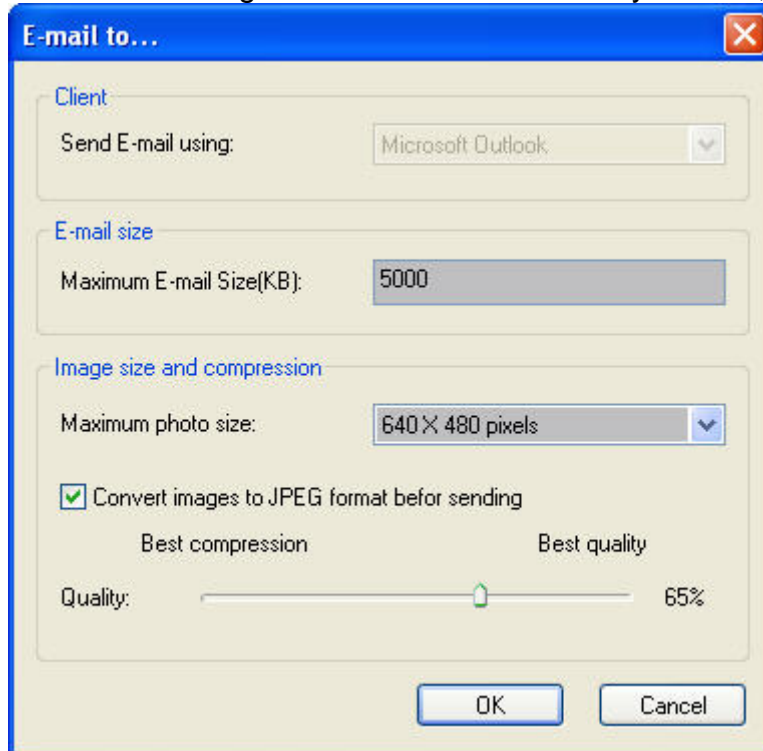 E-mail to...
Client
Send E-mail using: Microsoft Outlook
E-mail size
Maximum E-mail Size(KB): 5000
Image size and compression
Maximum photo size: 640 X 480 pixels
Convert images to JPEG format befor sending
Best compression Best quality
Quality: 65%
OK Cancel